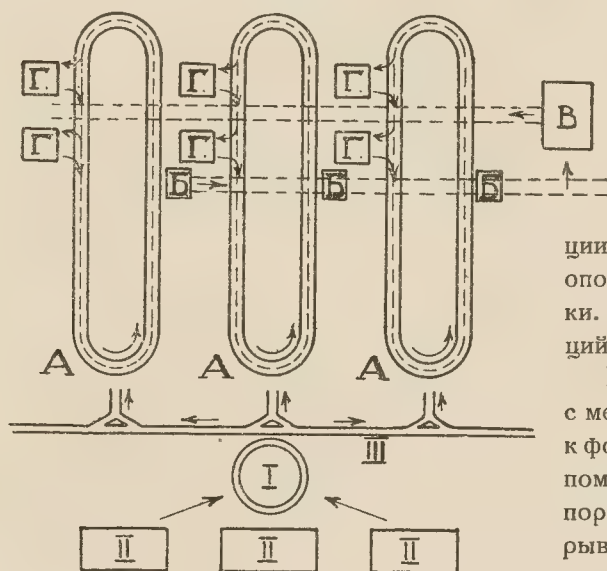 Г. Г. Г.
В
Г. Г. Г.
Б Б Б
А А А
III
I
II II II
ции
опо
ки.
ций
с ме
к фо
пом
пор
рыв